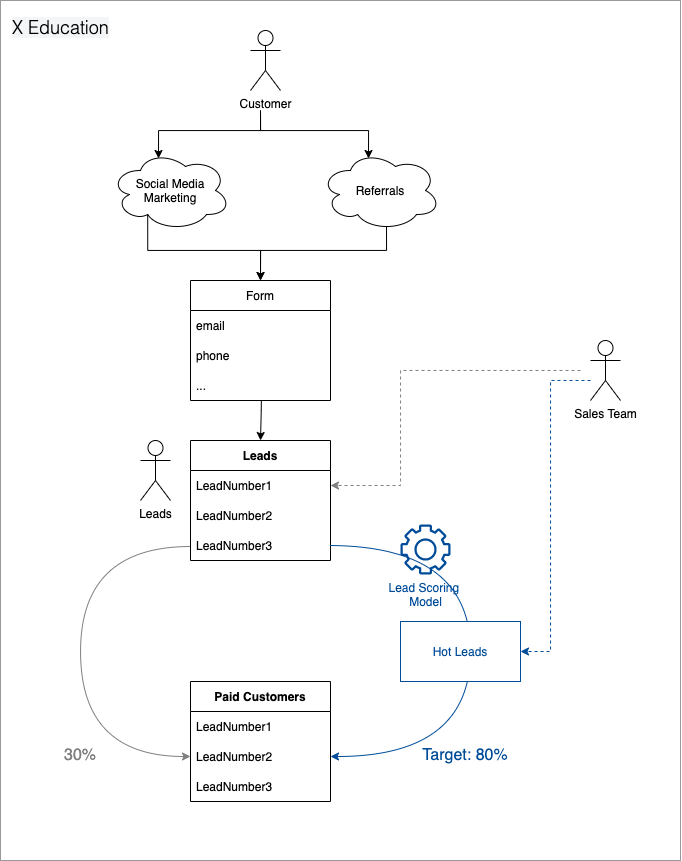 X Education
Customer
Social Media
Marketing
Referrals
Form
email
phone
...
Sales Team
Leads
LeadNumber1
LeadNumber2
LeadNumber3
Leads
Lead Scoring
Model
Hot Leads
Paid Customers
LeadNumber1
LeadNumber2
LeadNumber3
30%
Target: 80%